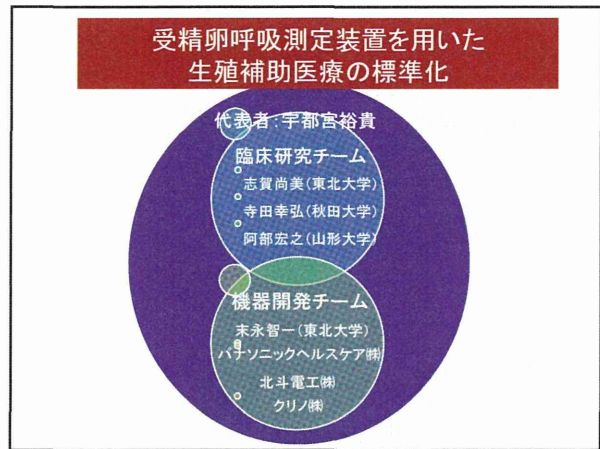 受精卵呼吸測定装置を用いた
生殖補助医療の標準化
代表者:宇都宮裕貴
臨床研究チーム
志賀尚美(東北大学)
寺田幸弘(秋田大学)
阿部宏之(山形大学)
機器開発チーム
末永智一(東北大学)
パナソニックヘルスケア㈱
北斗電工㈱
クリノ㈱